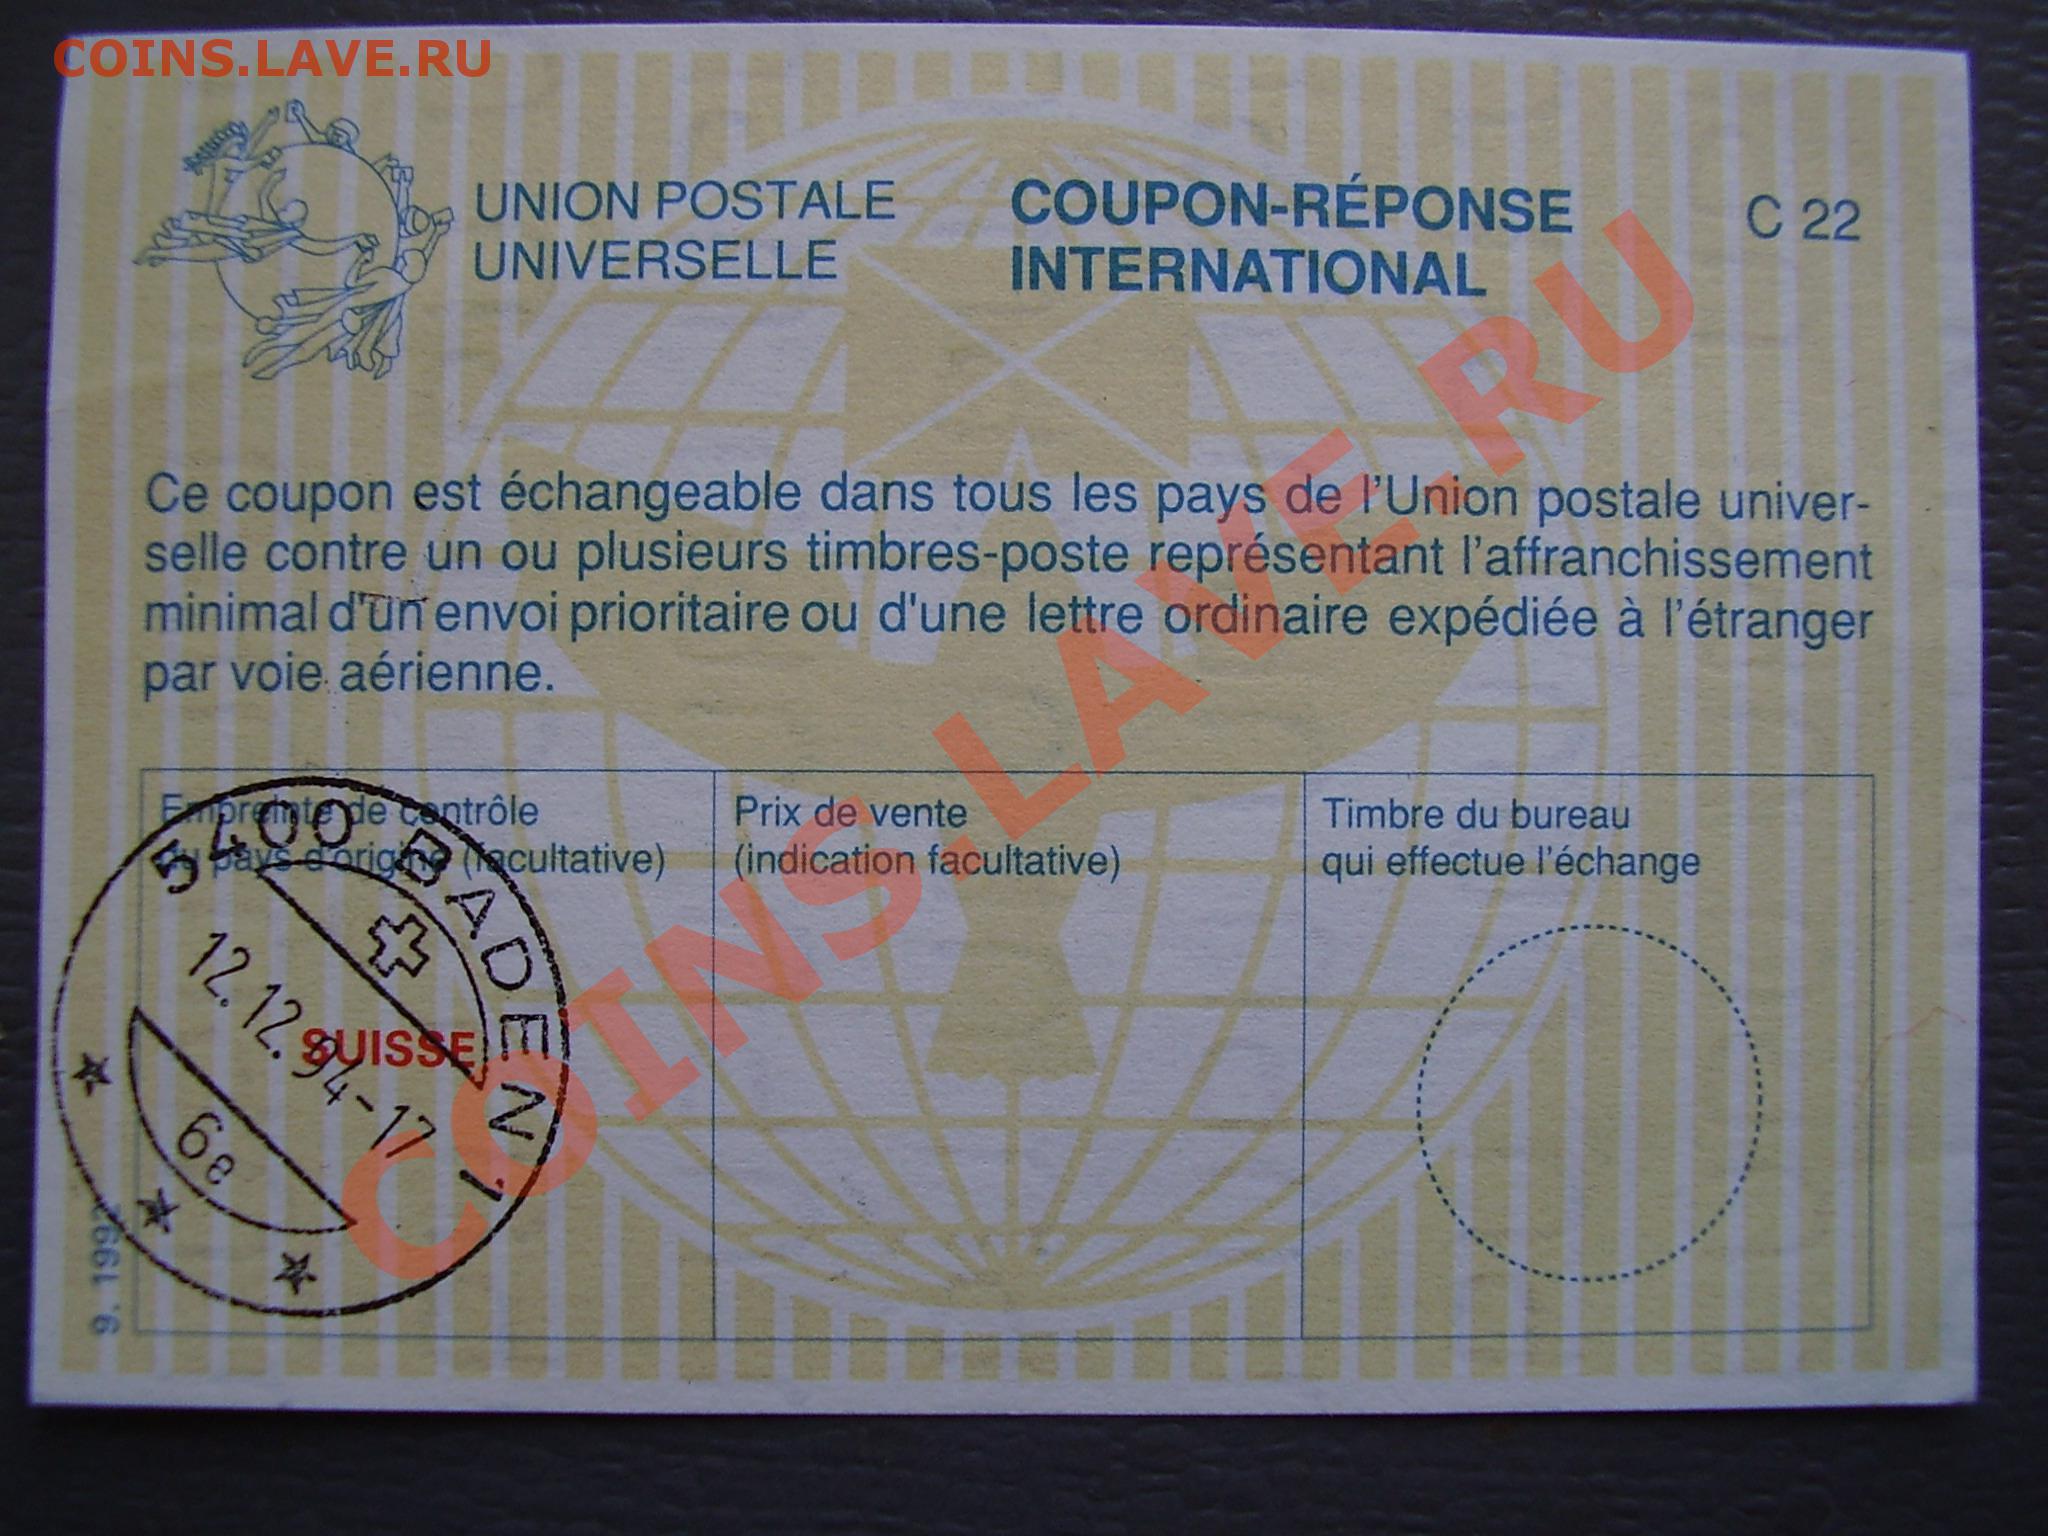 COINS.LAVE.RU
UNION POSTALE
UNIVERSELLE
COUPON-RÉPONSE
INTERNATIONAL
C 22
Ce coupon est échangeable dans tous les pays de l'Union postale univer-
selle contre un ou plusieurs timbres-poste représentant l'affranchissement
minimal d'un envoi prioritaire ou d'une lettre ordinaire expédiée à l'étranger
par voie aérienne.
Empreinte de contrôle
du pays d'origine (facultative)
Prix de vente
(indication facultative)
Timbre du bureau
qui effectue l'échange
5400 BADEN 1
12.12.94-17
6e
SUISSE
9.
COINS.LAVE.RU